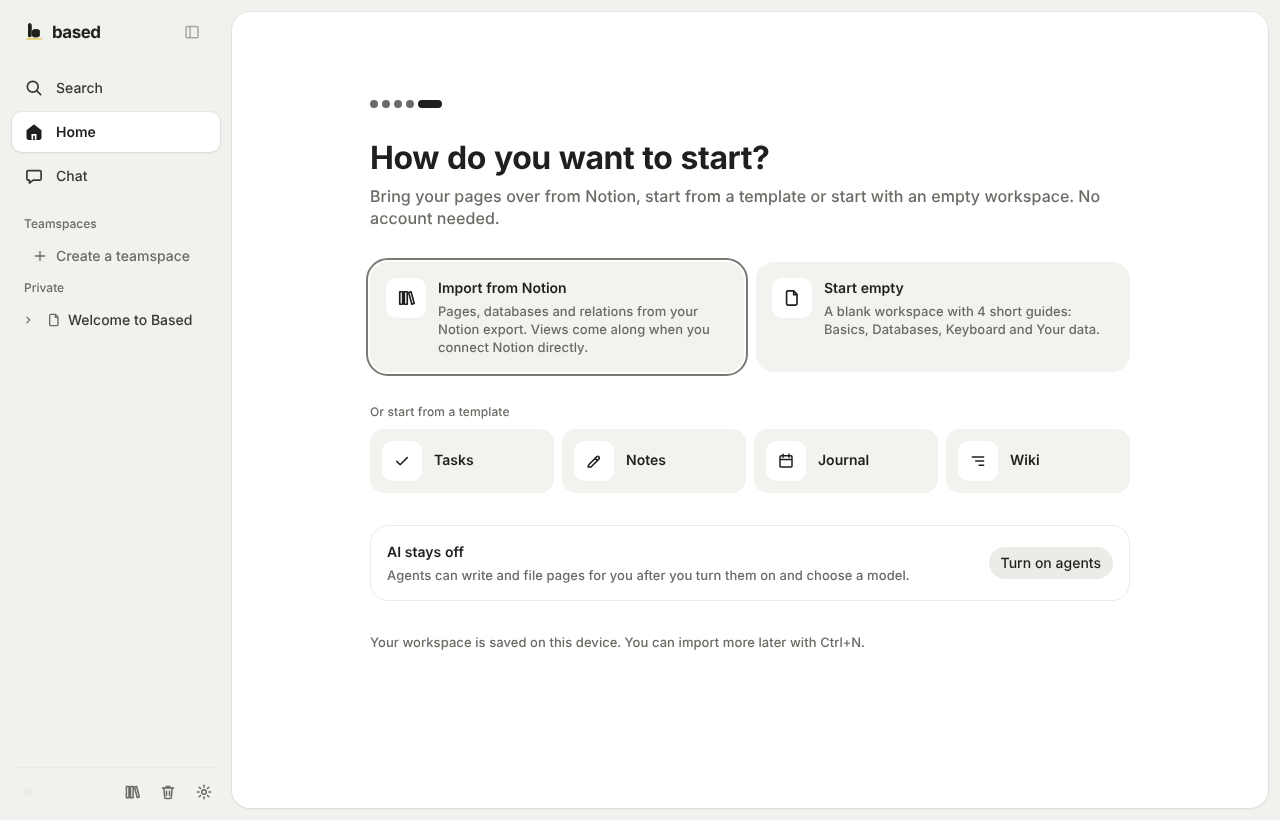 based
Search
Home
Chat
Teamspaces
Create a teamspace
Private
Welcome to Based
How do you want to start?
Bring your pages over from Notion, start from a template or start with an empty workspace. No
account needed.
Import from Notion
Pages, databases and relations from your
Notion export. Views come along when you
connect Notion directly.
Start empty
A blank workspace with 4 short guides:
Basics, Databases, Keyboard and Your data.
Or start from a template
Tasks
Notes
Journal
Wiki
AI stays off
Agents can write and file pages for you after you turn them on and choose a model.
Turn on agents
Your workspace is saved on this device. You can import more later with Ctrl+N.